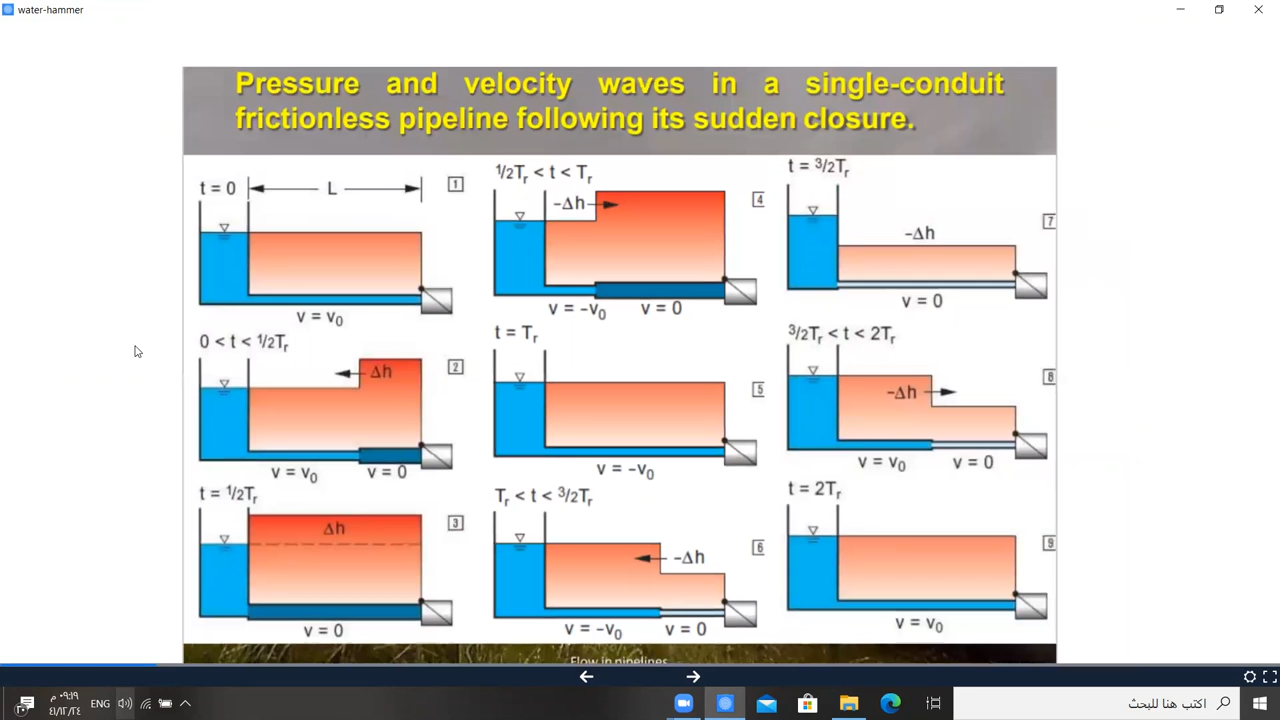 water-hammer
Pressure and velocity waves in a single-conduit
frictionless pipeline following its sudden closure.
t = 0
L
1
v = v₀
0 < t < ½Tᵣ
Δh
2
v = v₀ v = 0
t = ½Tᵣ
Δh
3
v = 0
½Tᵣ < t < Tᵣ
-Δh
4
v = -v₀ v = 0
t = Tᵣ
5
v = -v₀
Tᵣ < t < ³/₂Tᵣ
-Δh
6
v = -v₀ v = 0
t = ³/₂Tᵣ
-Δh
7
v = 0
³/₂Tᵣ < t < 2Tᵣ
-Δh
8
v = v₀ v = 0
t = 2Tᵣ
9
v = v₀
Flow in pipelines
ENG
م ٠٩:١٩
اكتب هنا للبحث